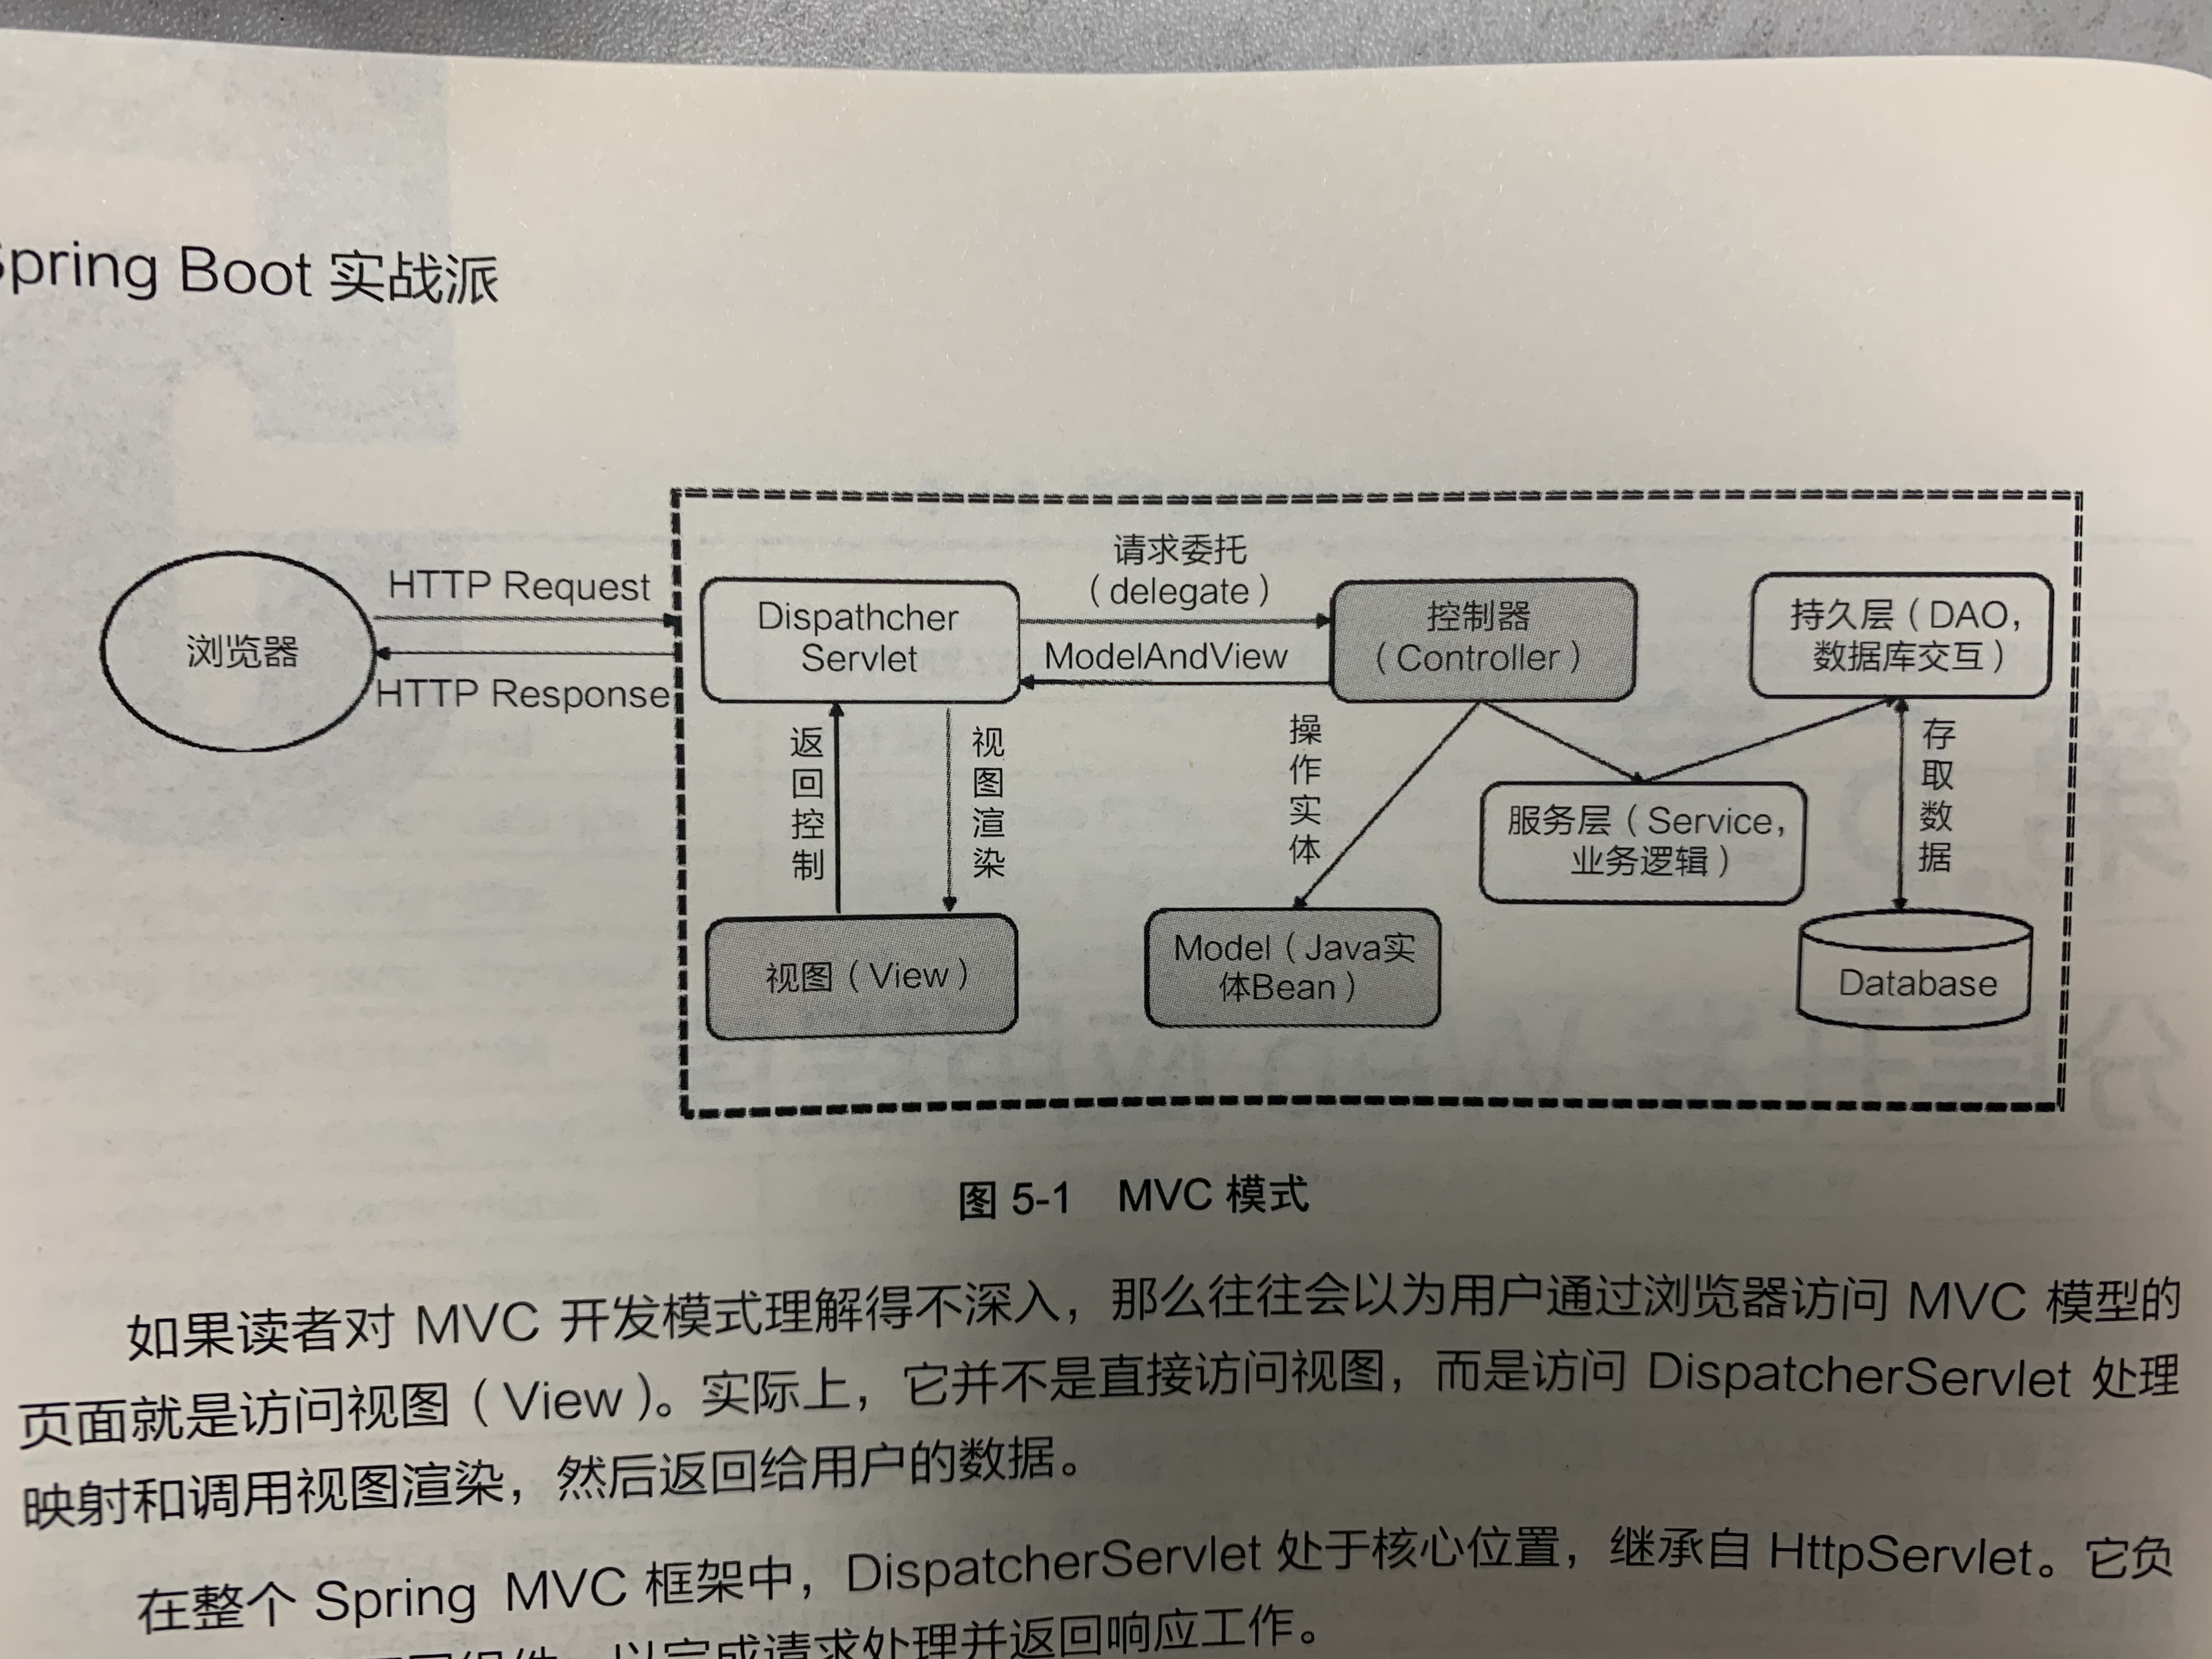 Spring Boot 实战派
浏览器
HTTP Request
HTTP Response
Dispathcher
Servlet
请求委托
（delegate）
ModelAndView
控制器
（Controller）
持久层（DAO，
数据库交互）
返回控制
视图渲染
操作实体
服务层（Service，
业务逻辑）
存取数据
视图（View）
Model（Java实
体Bean）
Database
图 5-1 MVC 模式
如果读者对 MVC 开发模式理解得不深入，那么往往会以为用户通过浏览器访问 MVC 模型的
页面就是访问视图（View）。实际上，它并不是直接访问视图，而是访问 DispatcherServlet 处理
映射和调用视图渲染，然后返回给用户的数据。
在整个 Spring MVC 框架中，DispatcherServlet 处于核心位置，继承自 HttpServlet。它负
组件，以完成请求处理并返回响应工作。